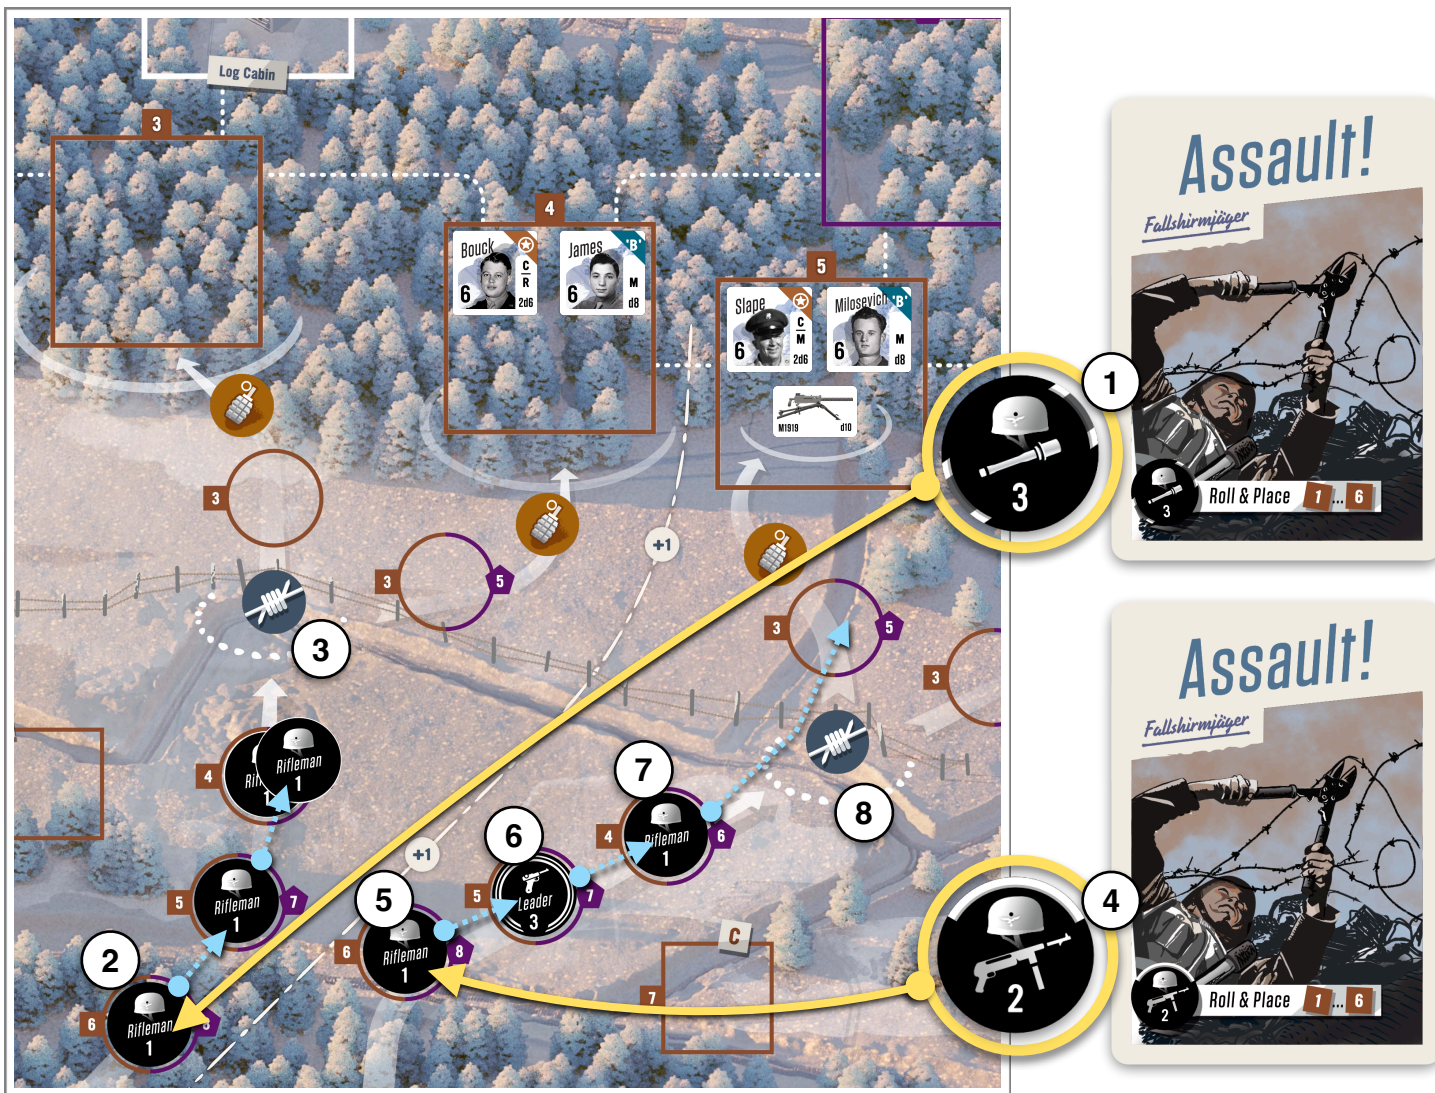 Log Cabin
3
4
Bouck
C
R
6
2d6
James
'B'
M
6
d8
5
Slape
C
M
6
2d6
Milosevich
'B'
M
6
d8
M1919
d10
3
1
Assault!
Fallshirmjäger
3
Roll & Place 1 ... 6
3
3
5
+1
3
5
3
3
4
Rifleman
1
7
4
Rifleman
1
6
8
Assault!
Fallshirmjäger
2
Roll & Place 1 ... 6
+1
6
5
Leader
3
7
5
Rifleman
1
7
5
6
Rifleman
1
8
C
7
2
4
2
6
Rifleman
1